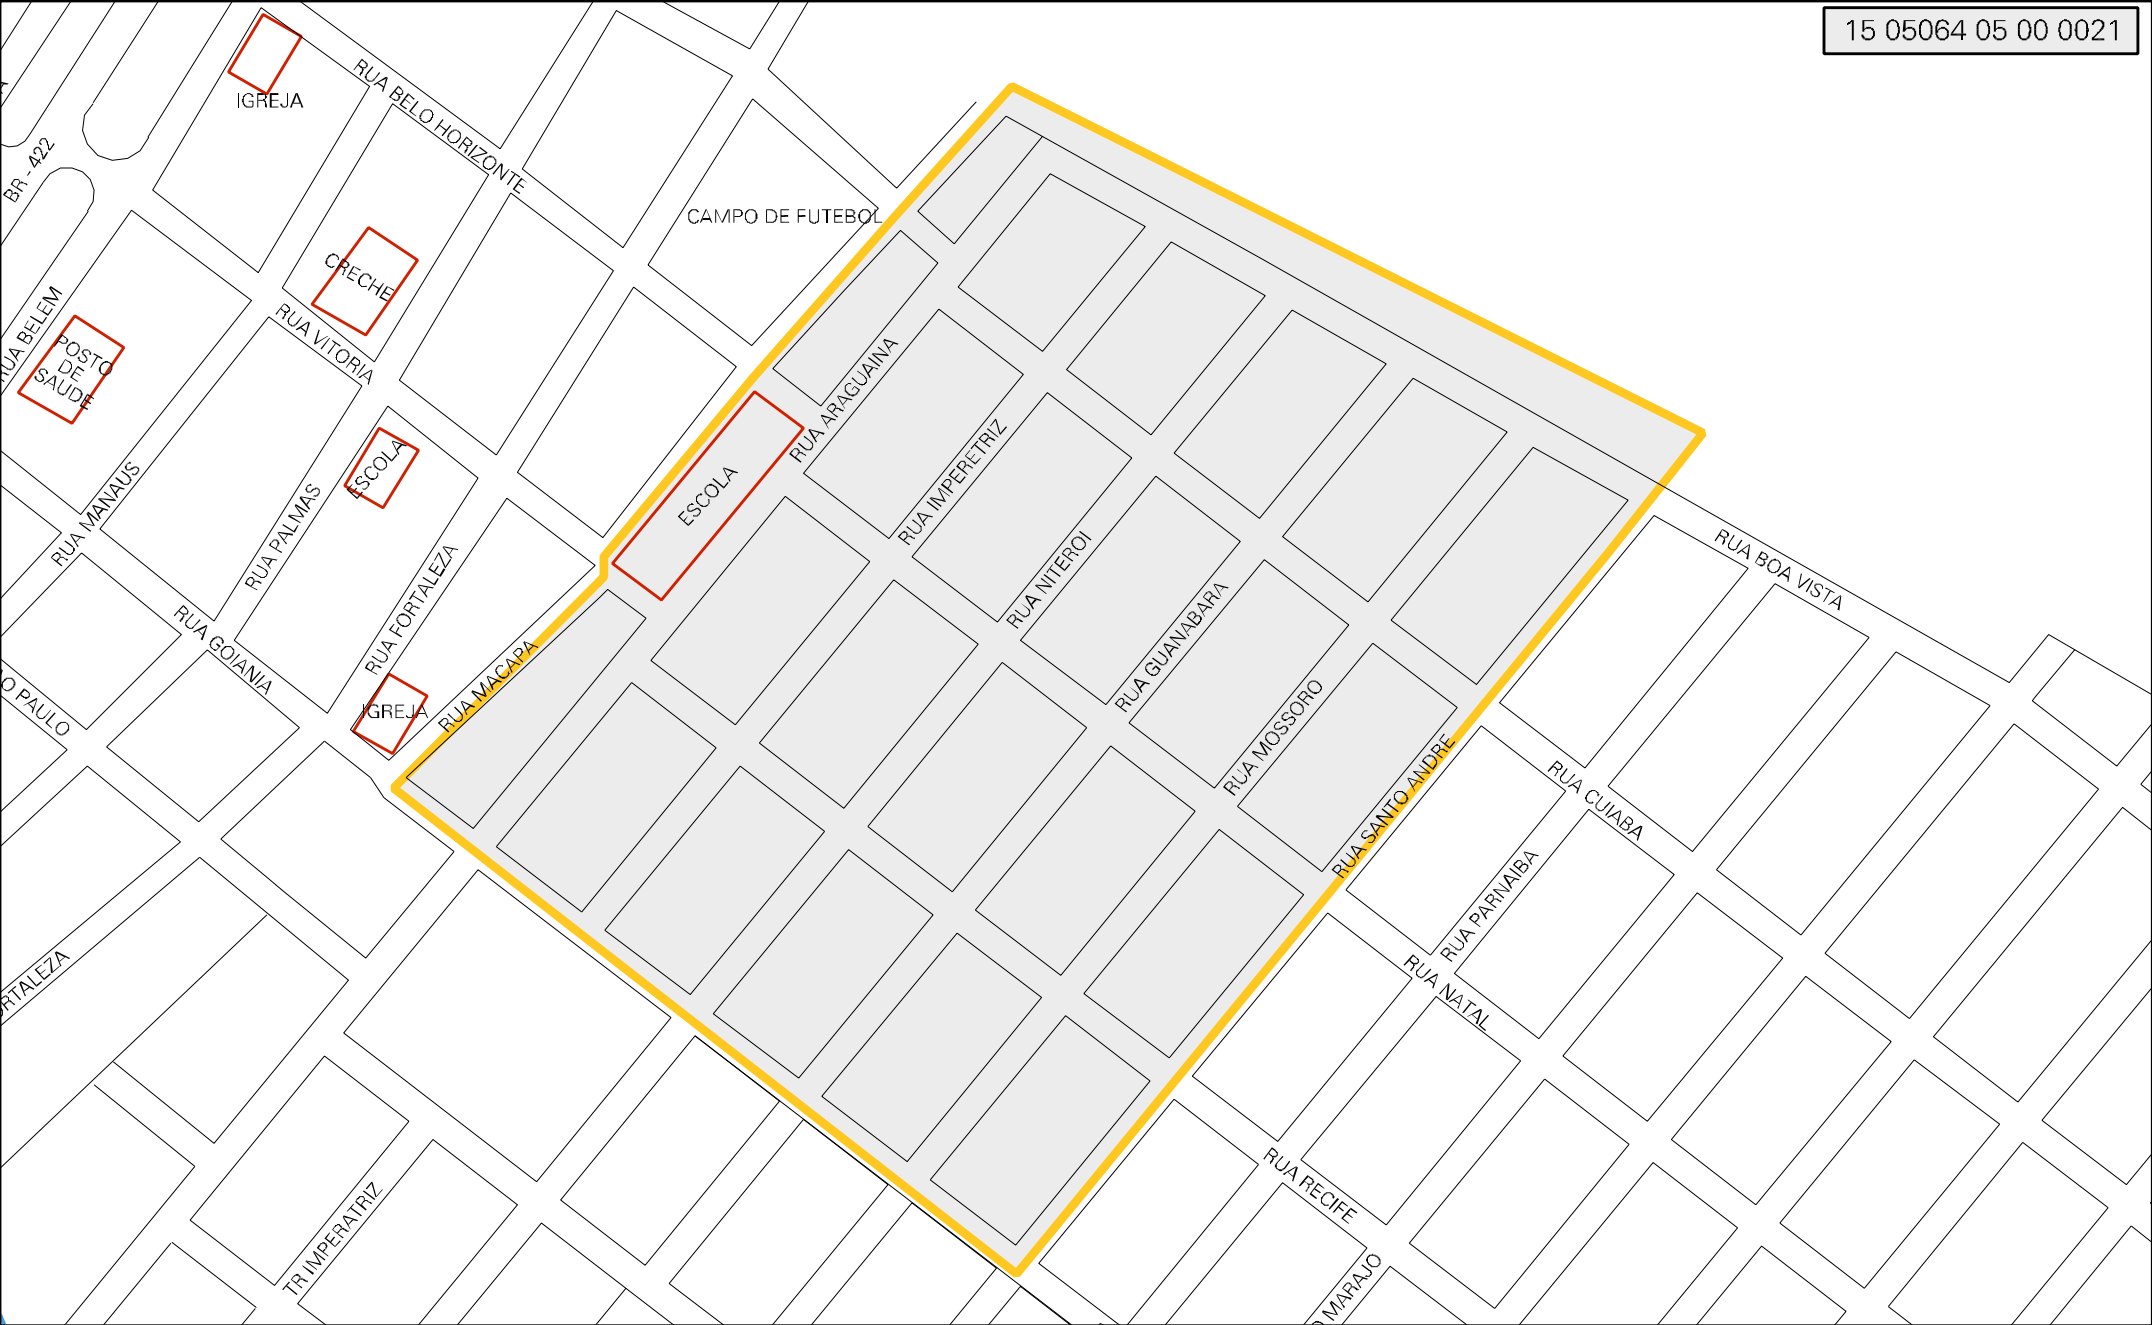 15 05064 05 00 0021
RUA BELO HORIZONTE
IGREJA
BR - 422
CAMPO DE FUTEBOL
CRECHE
RUA VITORIA
RUA BELEM
POSTO
DE
SAUDE
RUA ARAGUAINA
ESCOLA
RUA MANAUS
RUA PALMAS
RUA IMPERETRIZ
ESCOLA
RUA FORTALEZA
RUA NITEROI
RUA BOA VISTA
RUA GUANABARA
RUA GOIANIA
RUA MACAPA
IGREJA
O PAULO
RUA MOSSORO
RUA SANTO ANDRE
RUA CUIABA
RUA PARNAIBA
RUA NATAL
ORTALEZA
RUA RECIFE
TR IMPERATRIZ
O MARAJO